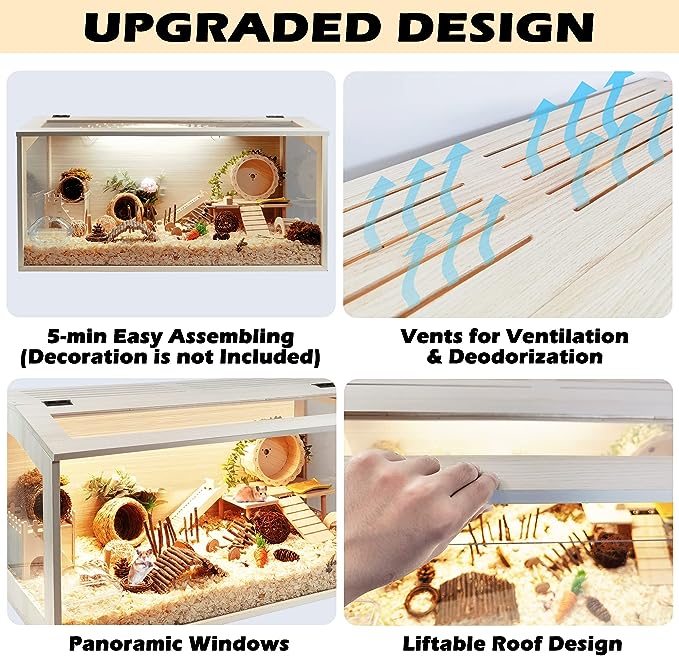 UPGRADED DESIGN
5-min Easy Assembling
(Decoration is not Included)
Vents for Ventilation
& Deodorization
Panoramic Windows
Liftable Roof Design